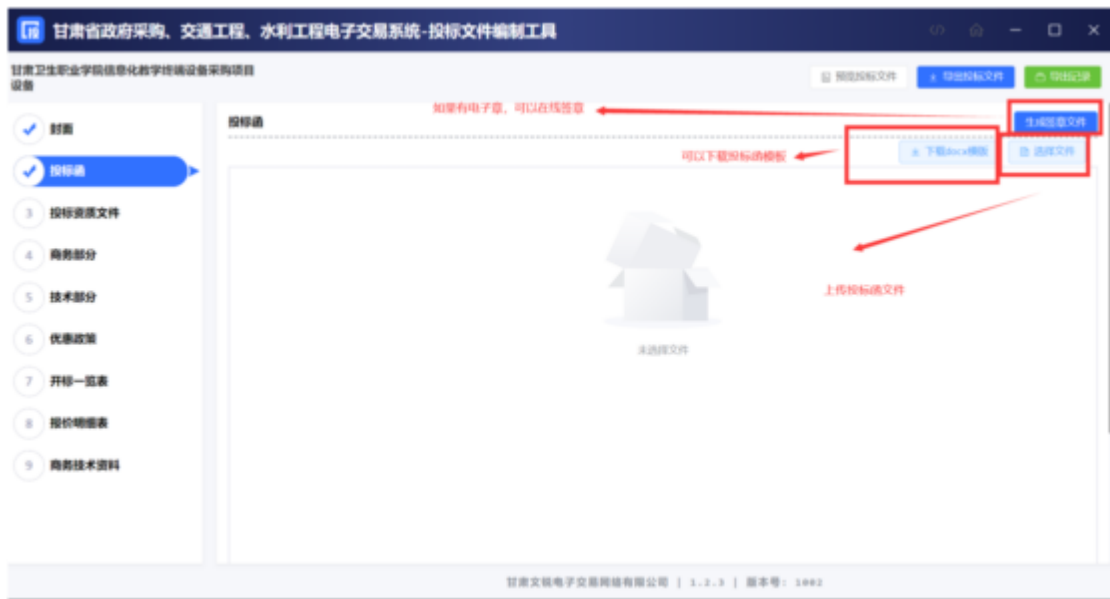 甘肃省政府采购、交通工程、水利工程电子交易系统-投标文件编制工具
甘肃卫生职业学院信息化教学终端设备采购项目
设备
预览投标文件
导出投标文件
导出记录
如果有电子章，可以在线签章
封面
投标函
生成签章文件
可以下载投标函模板
下载docx模板
选择文件
投标函
3 投标资质文件
4 商务部分
5 技术部分
上传投标函文件
6 优惠政策
未选择文件
7 开标一览表
8 报价明细表
9 商务技术资料
甘肃文锐电子交易网络有限公司 | 1.2.3 | 版本号: 1002